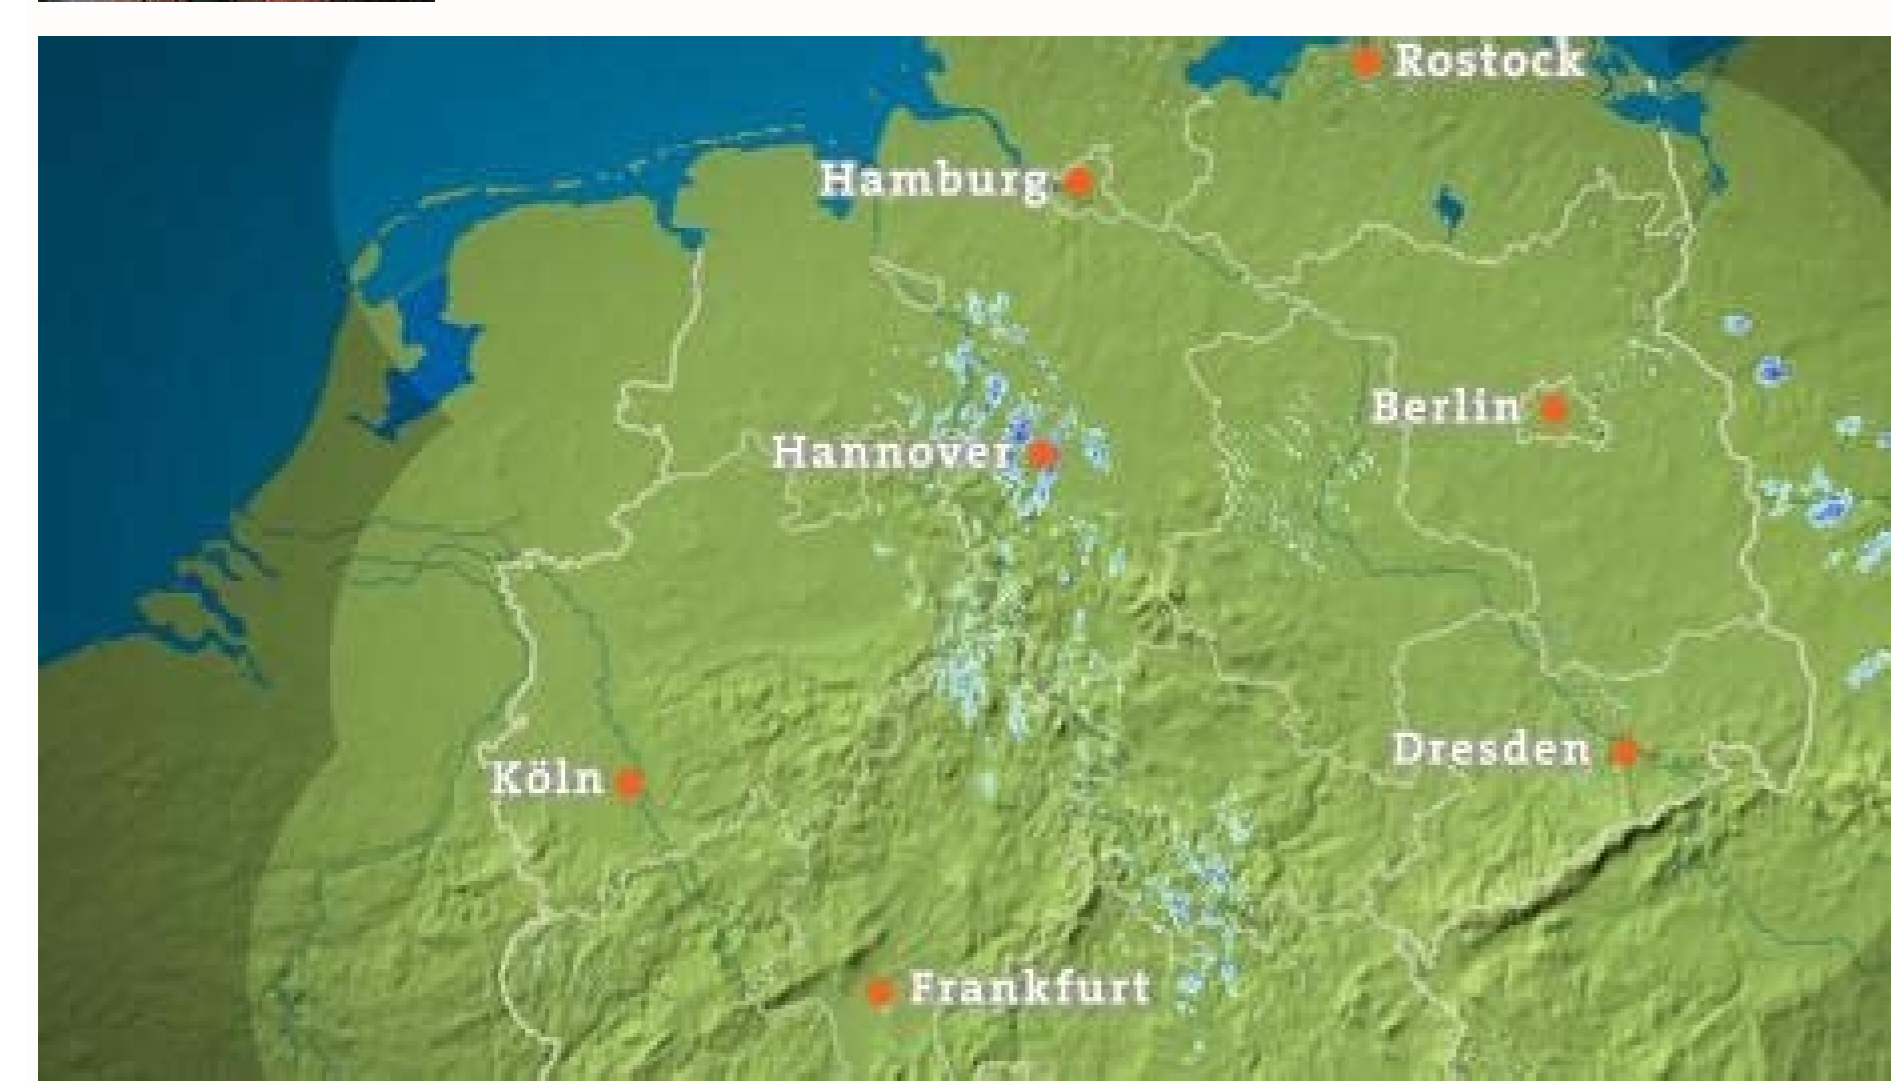 Rostock
Hamburg
Berlin
Hannover
Dresden
Köln
Frankfurt